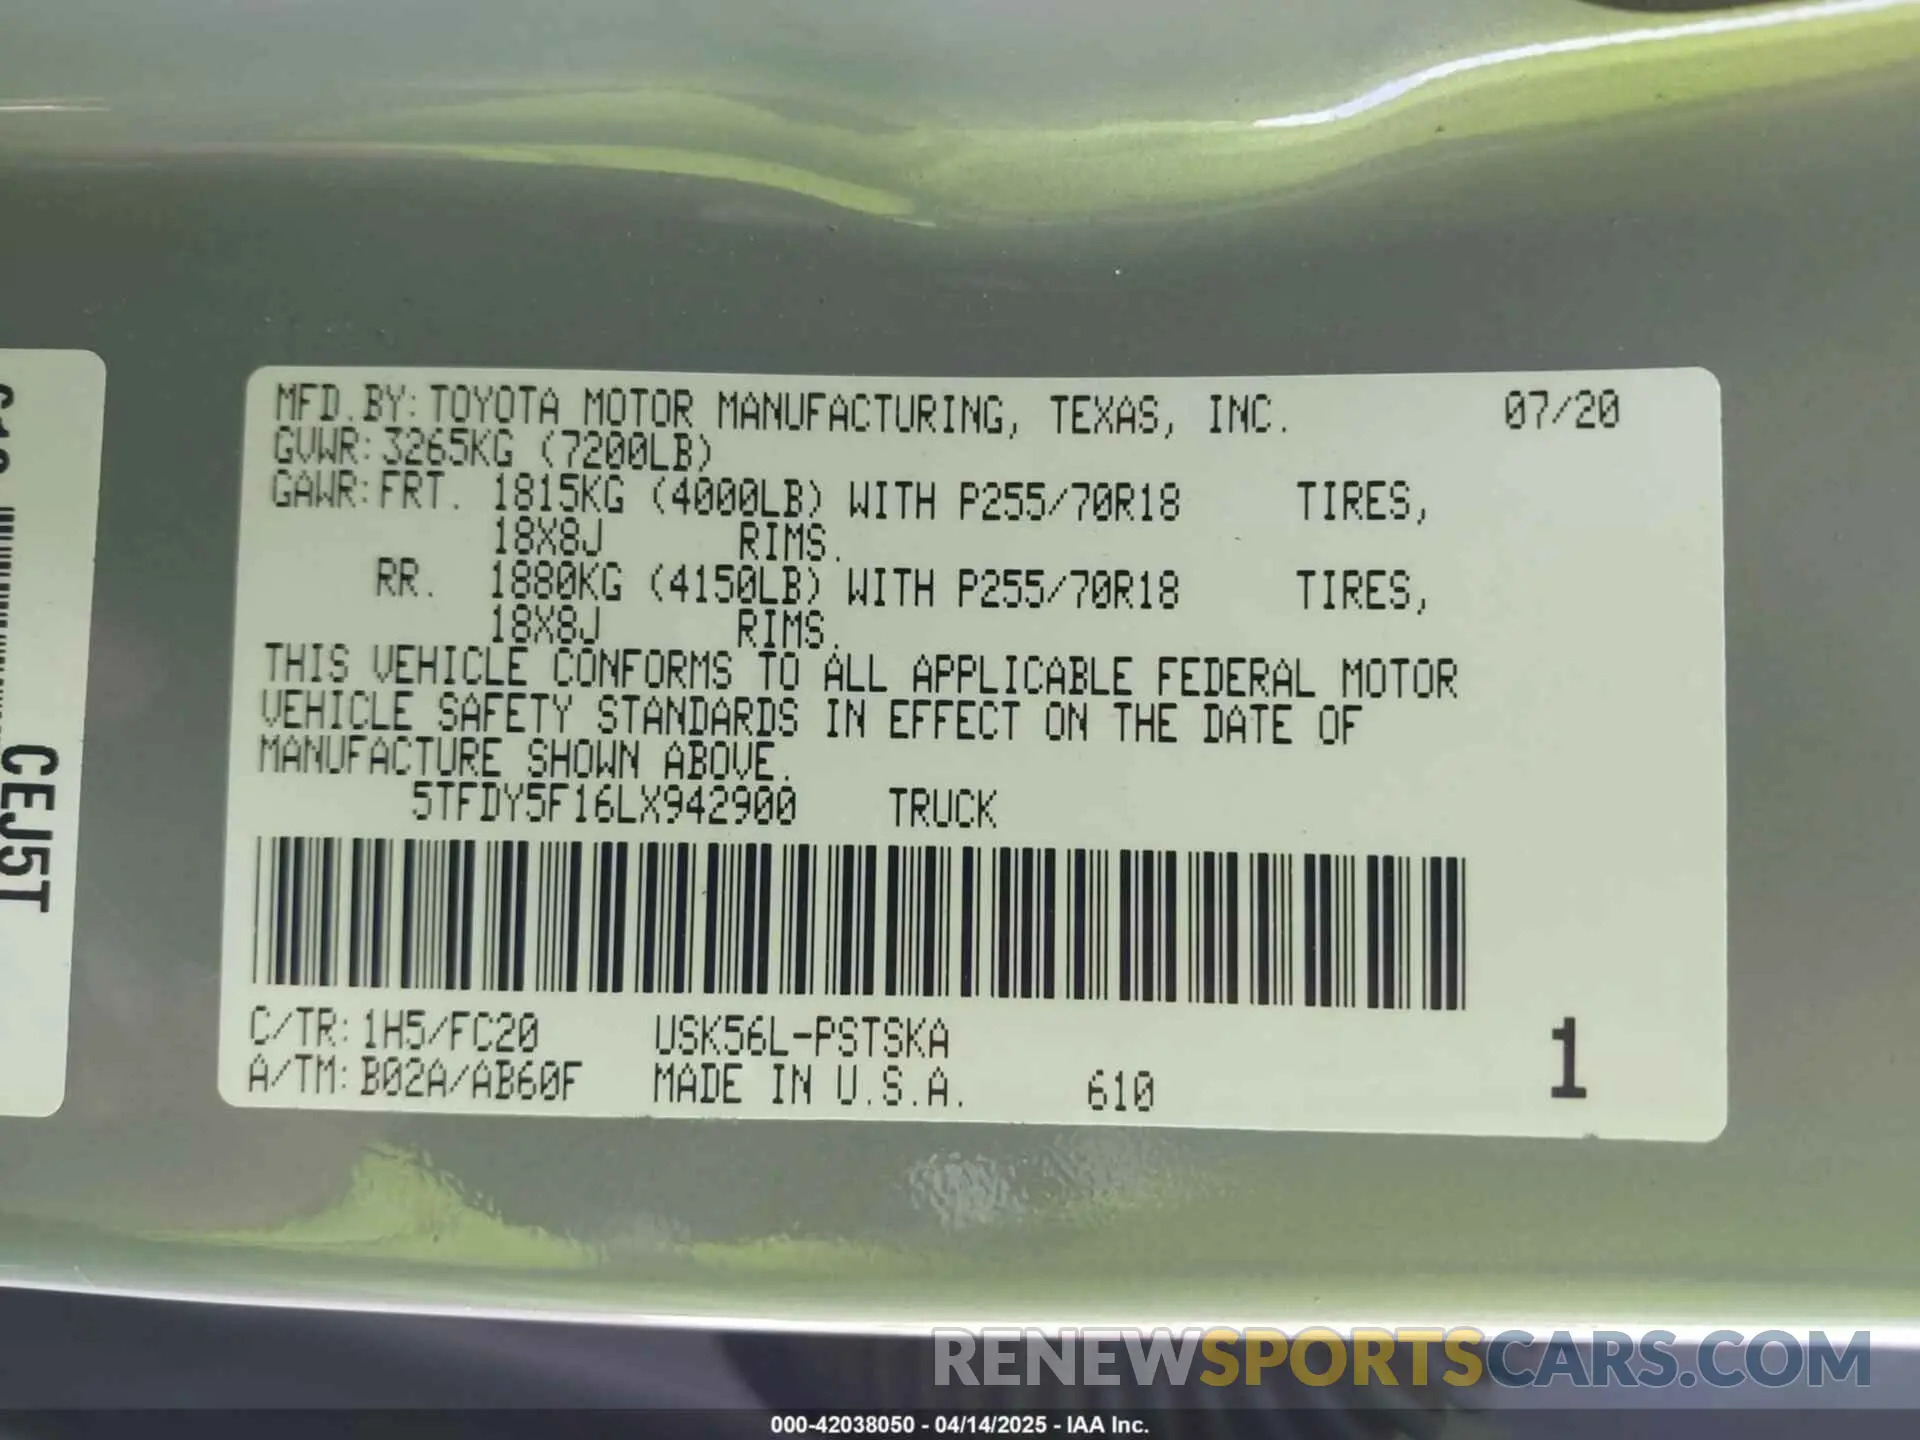 MFD.BY:TOYOTA MOTOR MANUFACTURING, TEXAS, INC. 07/20
GVWR:3265KG (7200LB)
GAWR:FRT. 1815KG (4000LB) WITH P255/70R18 TIRES,
18X8J RIMS.
RR. 1880KG (4150LB) WITH P255/70R18 TIRES,
18X8J RIMS.
THIS VEHICLE CONFORMS TO ALL APPLICABLE FEDERAL MOTOR
VEHICLE SAFETY STANDARDS IN EFFECT ON THE DATE OF
MANUFACTURE SHOWN ABOVE.
5TFDY5F16LX942900 TRUCK
C/TR:1H5/FC20 USK56L-PSTSKA
A/TM:B02A/AB60F MADE IN U.S.A. 610
1
CEJ5T
RENEWSPORTSCARS.COM
000-42038050 - 04/14/2025 - IAA Inc.